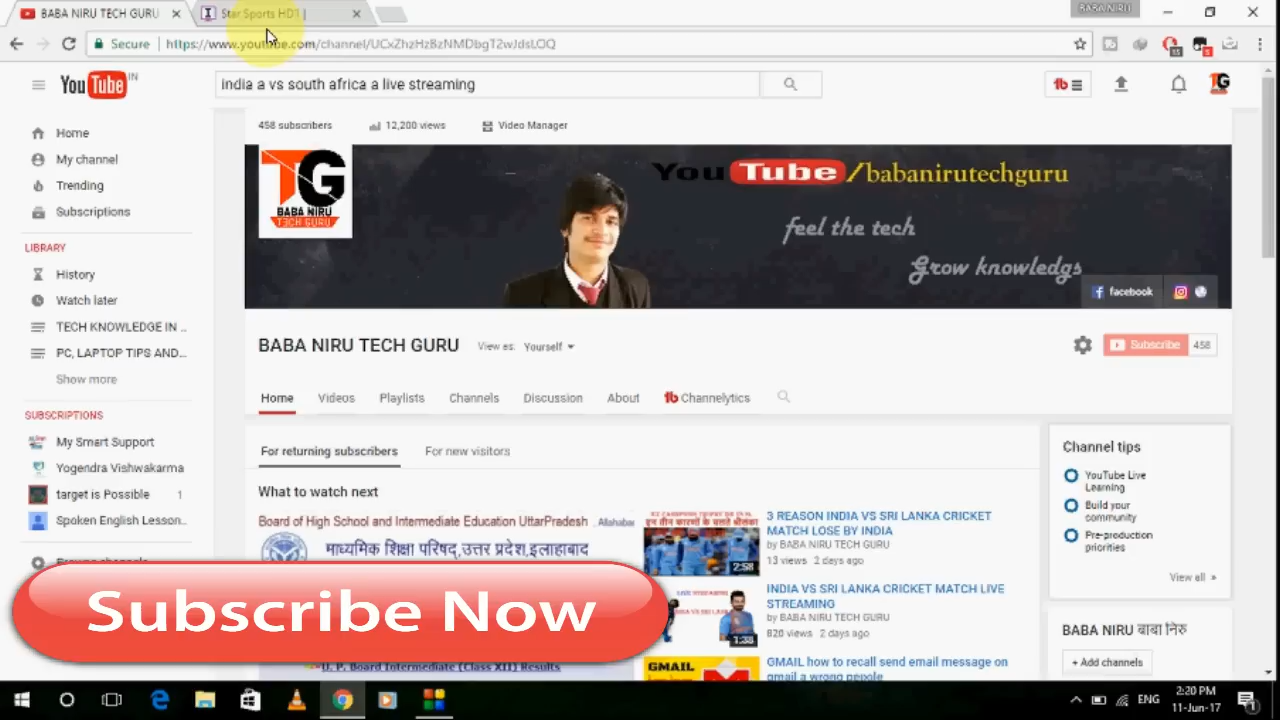 BABA NIRU TECH GURU
Star Sports HD1 |
BABA NIRU
Secure
https://www.youtube.com/channel/UCxZhzHzBzNMDbgT2wJdsLOQ
YouTube IN
india a vs south africa a live streaming
458 subscribers
12,200 views
Video Manager
Home
My channel
Trending
Subscriptions
LIBRARY
History
Watch later
TECH KNOWLEDGE IN ..
PC, LAPTOP TIPS AND...
Show more
SUBSCRIPTIONS
My Smart Support
Yogendra Vishwakarma
target is Possible 1
Spoken English Lesson...
TG
BABA NIRU
TECH GURU
YouTube/babanirutechguru
feel the tech
Grow knowledgs
facebook
BABA NIRU TECH GURU
View as: Yourself
Subscribe 458
Home
Videos
Playlists
Channels
Discussion
About
Channelytics
For returning subscribers
For new visitors
What to watch next
Board of High School and Intermediate Education UttarPradesh , Allahabad
माध्यमिक शिक्षा परिषद्,उत्तर प्रदेश,इलाहाबाद
U. P. Board Intermediate (Class XII) Results
2:58
3 REASON INDIA VS SRI LANKA CRICKET
MATCH LOSE BY INDIA
by BABA NIRU TECH GURU
13 views 2 days ago
1:38
INDIA VS SRI LANKA CRICKET MATCH LIVE
STREAMING
by BABA NIRU TECH GURU
820 views 2 days ago
GMAIL
GMAIL how to recall send email message on
gmail a wrong pepole
Channel tips
YouTube Live
Learning
Build your
community
Pre-production
priorities
View all »
BABA NIRU बाबा निरु
+ Add channels
Subscribe Now
ENG
2:20 PM
11-Jun-17